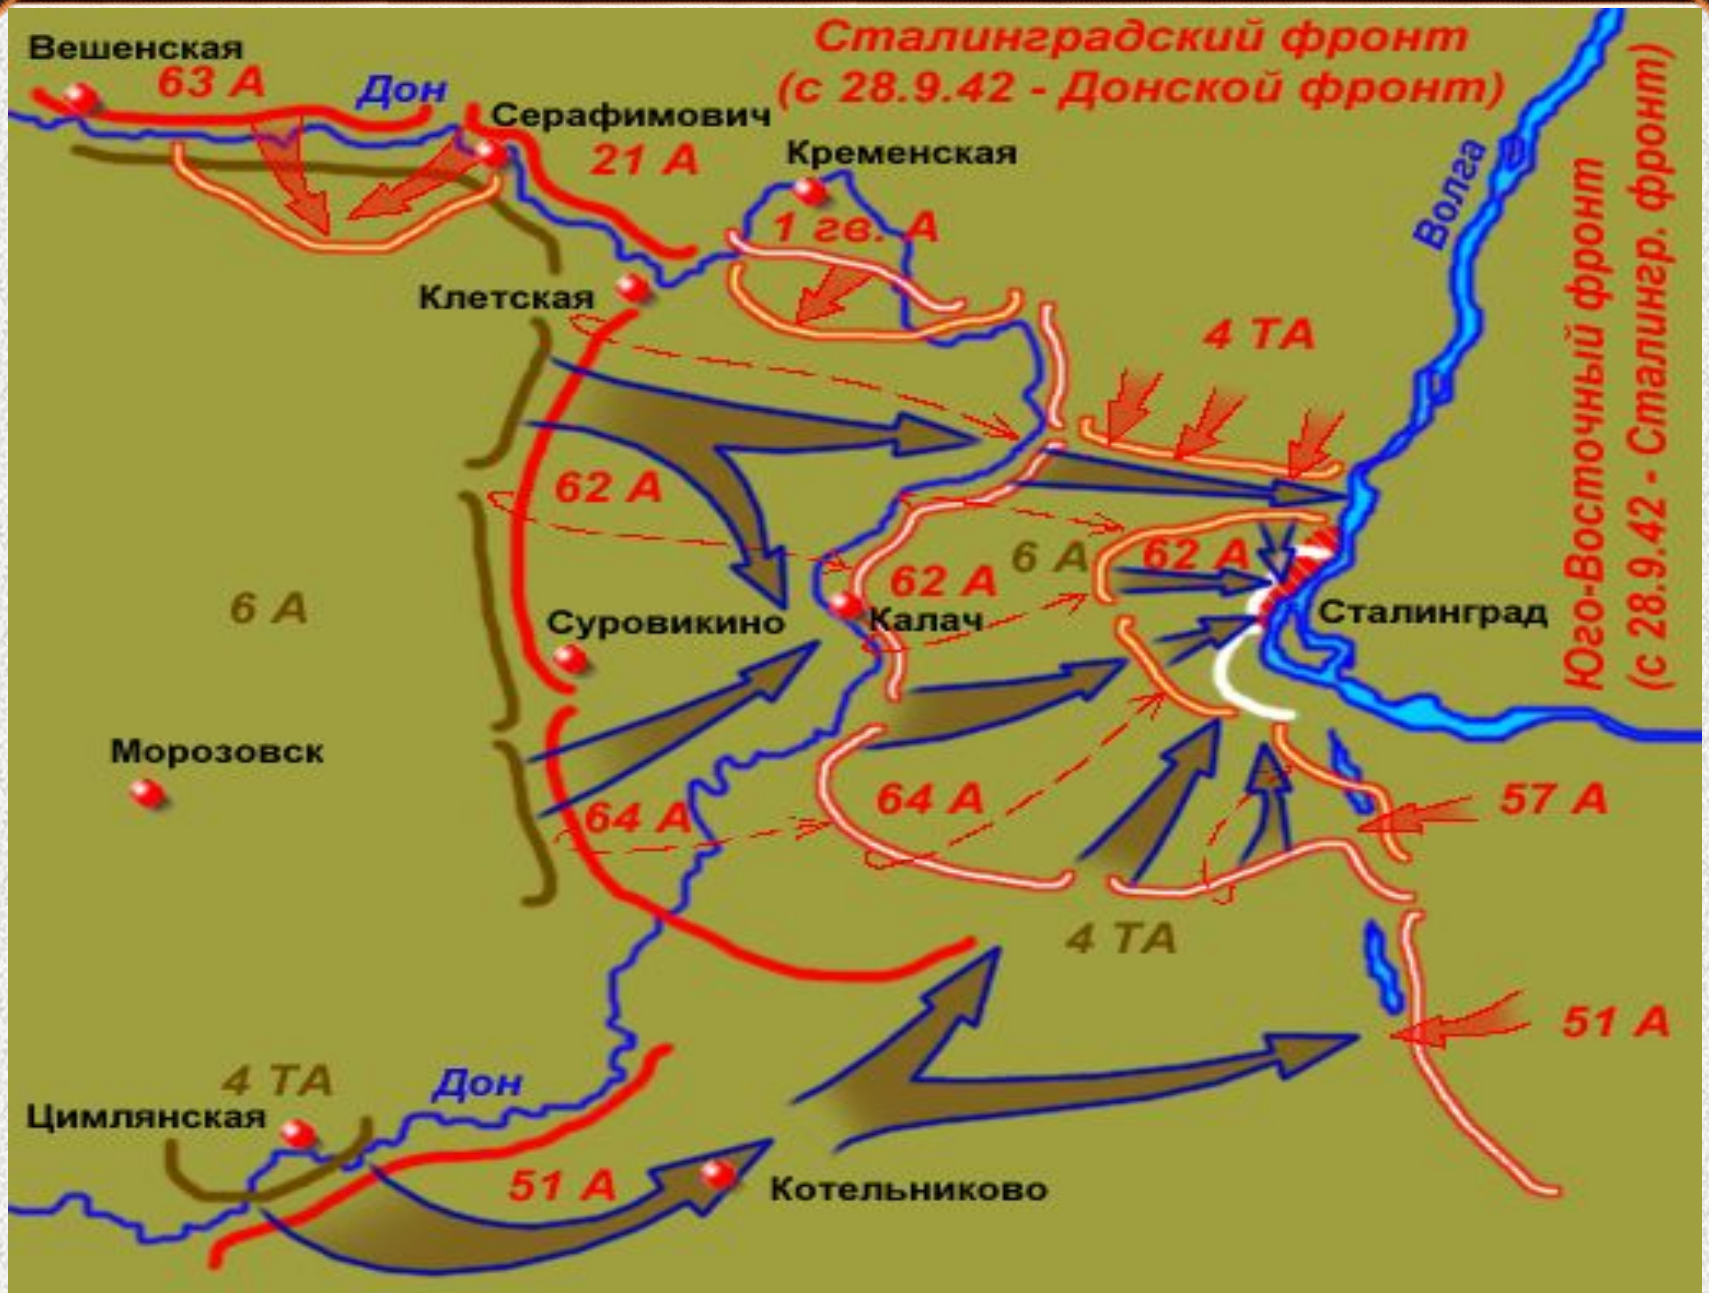 Сталинградский фронт
(с 28.9.42 - Донской фронт)
Вешенская
63 А
Дон
Серафимович
21 А
Кременская
1 гв. А
Волга
Юго-Восточный фронт
(с 28.9.42 - Сталингр. фронт)
Клетская
4 ТА
62 А
6 А
62 А
62 А
6 А
Суровикино
Калач
Сталинград
Морозовск
64 А
64 А
57 А
4 ТА
51 А
4 ТА
Дон
Цимлянская
51 А
Котельниково